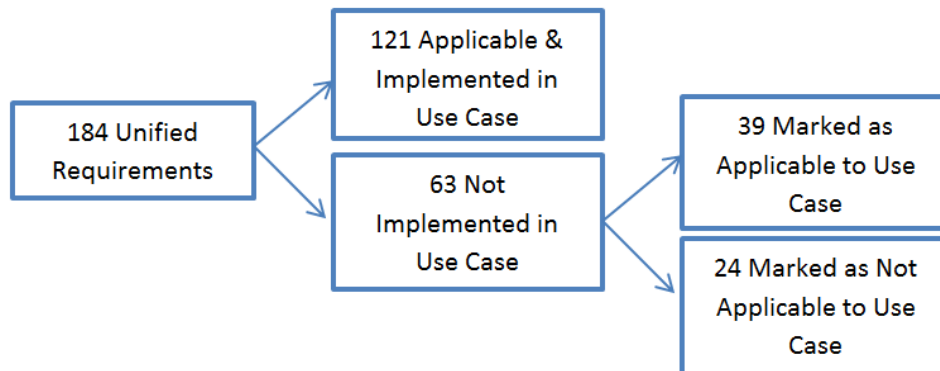 184 Unified
Requirements
121 Applicable &
Implemented in
Use Case
63 Not
Implemented in
Use Case
39 Marked as
Applicable to Use
Case
24 Marked as Not
Applicable to Use
Case